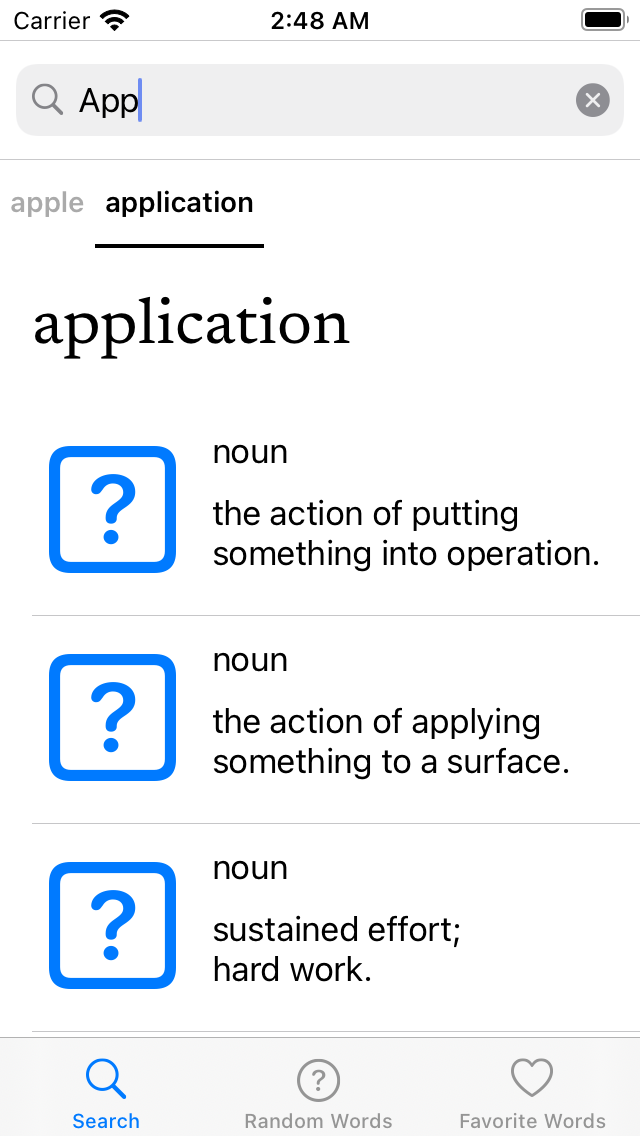 Carrier 2:48 AM
App
apple application
application
noun
the action of putting
something into operation.
noun
the action of applying
something to a surface.
noun
sustained effort;
hard work.
Search Random Words Favorite Words